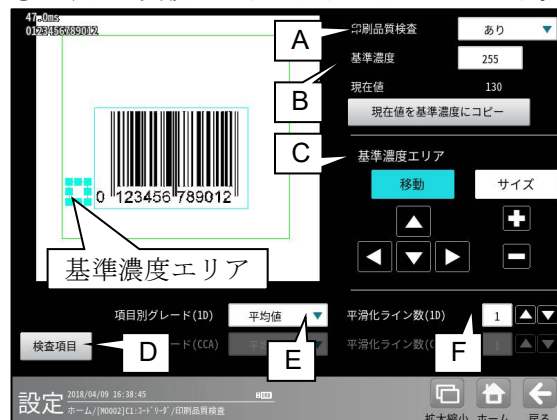 47.0ms
0123456789012
A
印刷品質検査
あり
B
基準濃度
255
現在値
130
現在値を基準濃度にコピー
C
基準濃度エリア
移動
サイズ
0 123456 789012
基準濃度エリア
項目別グレード(1D)
平均値
平滑化ライン数(1D)
1
検査項目
D
ード(CCA)
E
平滑化ライン数(C
F
1
設定
2018/04/09 16:38:45
ホーム/[M0002]C1:コードリーダ/印刷品質検査
拡大縮小
ホーム
戻る